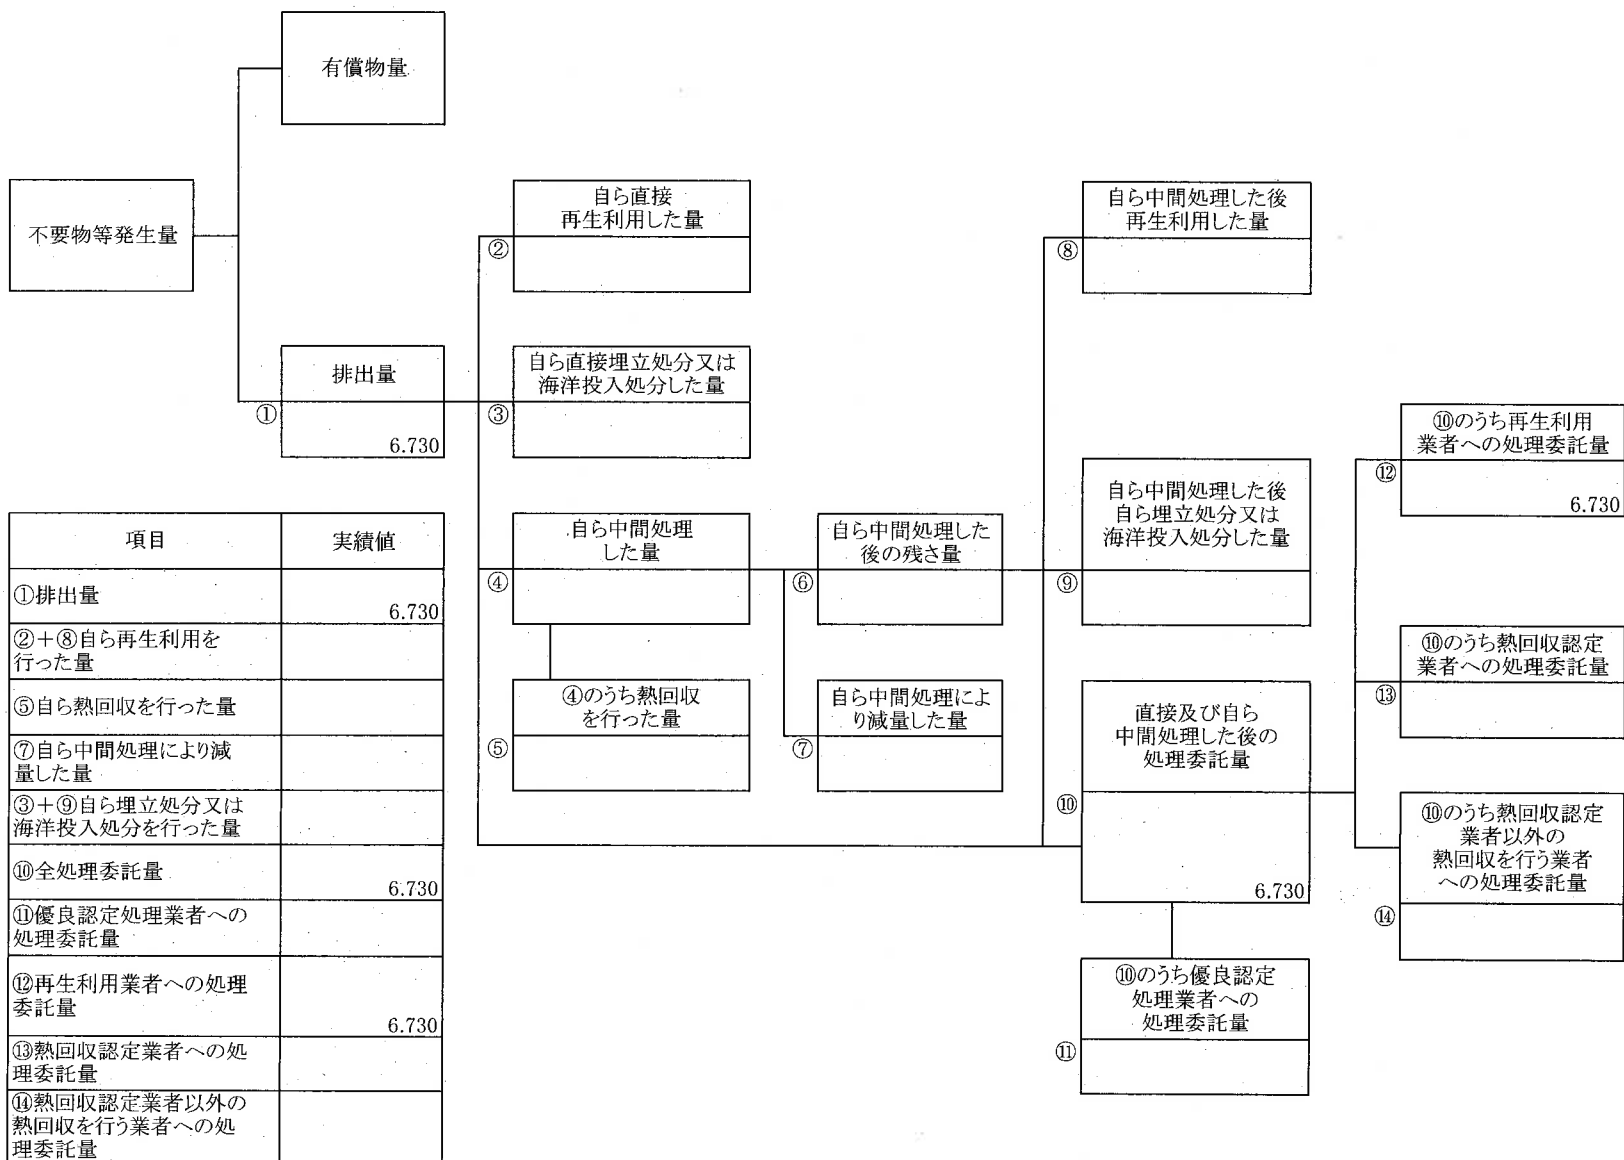 有償物量
不要物等発生量
自ら直接
再生利用した量
②
自ら中間処理した後
再生利用した量
⑧
排出量
①
6.730
自ら直接埋立処分又は
海洋投入処分した量
③
⑩のうち再生利用
業者への処理委託量
⑫
6.730
自ら中間処理
した量
④
自ら中間処理した
後の残さ量
⑥
自ら中間処理した後
自ら埋立処分又は
海洋投入処分した量
⑨
④のうち熱回収
を行った量
⑤
自ら中間処理によ
り減量した量
⑦
直接及び自ら
中間処理した後の
処理委託量
⑩
6.730
⑩のうち熱回収認定
業者への処理委託量
⑬
⑩のうち熱回収認定
業者以外の
熱回収を行う業者
への処理委託量
⑭
⑩のうち優良認定
処理業者への
処理委託量
⑪
項目 実績値
①排出量
6.730
②+⑧自ら再生利用を
行った量
⑤自ら熱回収を行った量
⑦自ら中間処理により減
量した量
③+⑨自ら埋立処分又は
海洋投入処分を行った量
⑩全処理委託量
6.730
⑪優良認定処理業者への
処理委託量
⑫再生利用業者への処理
委託量
6.730
⑬熱回収認定業者への処
理委託量
⑭熱回収認定業者以外の
熱回収を行う業者への処
理委託量